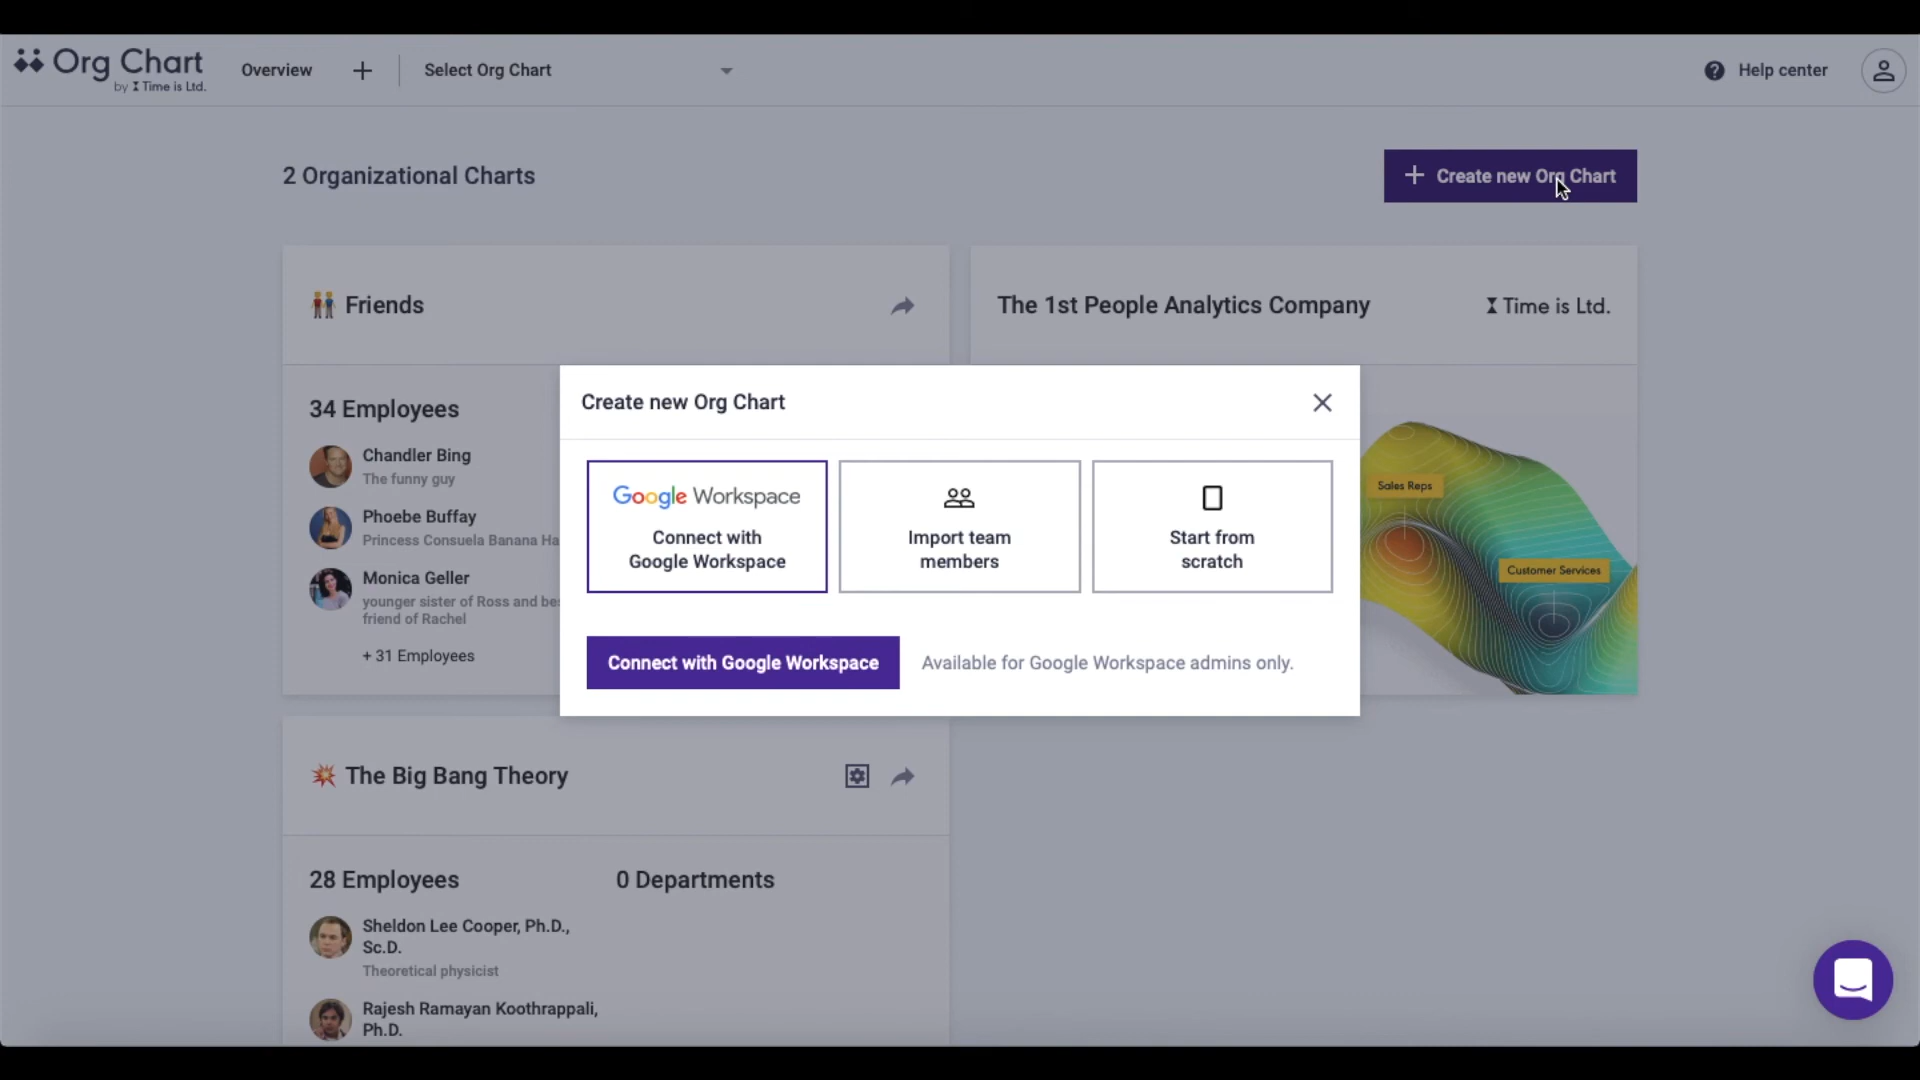 Org Chart
by Time is Ltd.
Overview
Select Org Chart
Help center
2 Organizational Charts
Create new Org Chart
Friends
The 1st People Analytics Company
Time is Ltd.
34 Employees
Chandler Bing
The funny guy
Phoebe Buffay
Princess Consuela Banana Ha
Monica Geller
younger sister of Ross and be
friend of Rachel
+ 31 Employees
Create new Org Chart
Google Workspace
Connect with
Google Workspace
Import team
members
Start from
scratch
Connect with Google Workspace
Available for Google Workspace admins only.
Sales Reps
Customer Services
The Big Bang Theory
28 Employees
0 Departments
Sheldon Lee Cooper, Ph.D.,
Sc.D.
Theoretical physicist
Rajesh Ramayan Koothrappali,
Ph.D.